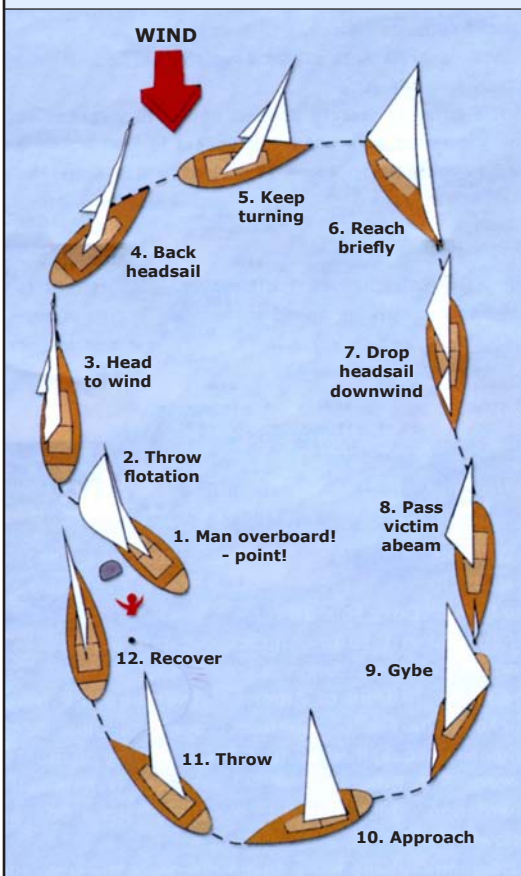 WIND
5. Keep
turning
6. Reach
briefly
4. Back
headsail
3. Head
to wind
7. Drop
headsail
downwind
2. Throw
flotation
1. Man overboard!
- point!
8. Pass
victim
abeam
12. Recover
9. Gybe
11. Throw
10. Approach